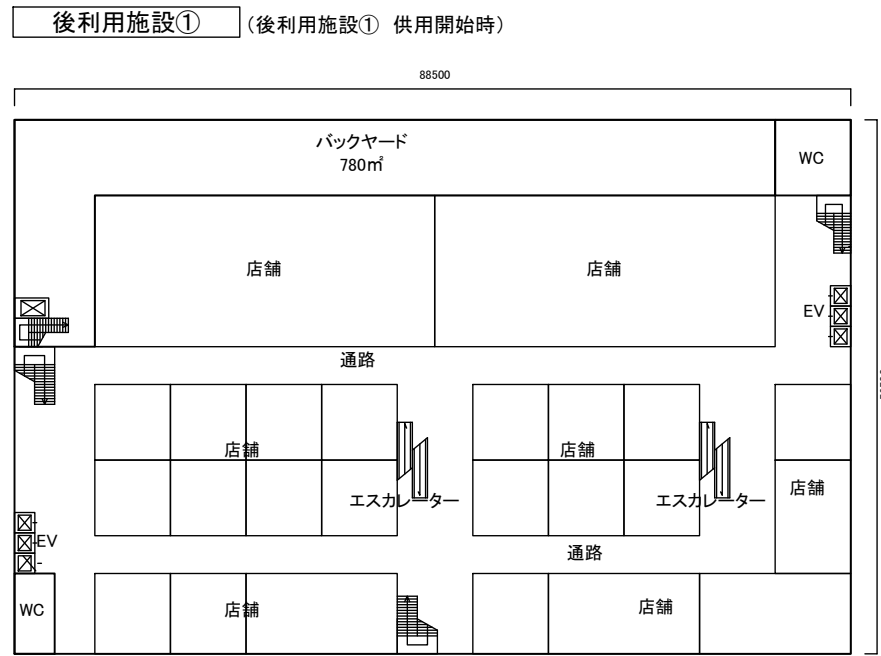 後利用施設① (後利用施設① 供用開始時)
88500
バックヤード
780㎡
WC
店舗
店舗
EV
通路
店舗
店舗
エスカレーター
エスカレーター
店舗
通路
EV
WC
店舗
店舗